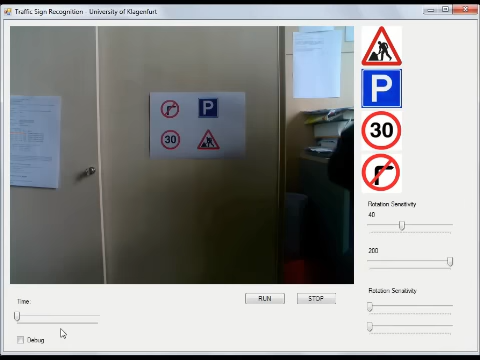 Traffic Sign Recognition - University of Klagenfurt
P
30
P
30
Rotation Sensitivity
40
200
Rotation Sensitivity
Time:
RUN
STOP
Debug